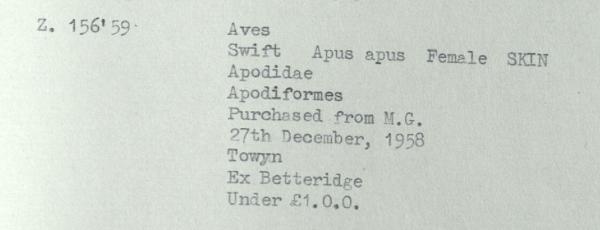 Z. 156'59.
Aves
Swift Apus apus Female SKIN
Apodidae
Apodiformes
Purchased from M.G.
27th December, 1958
Towyn
Ex Betteridge
Under £1.0.0.